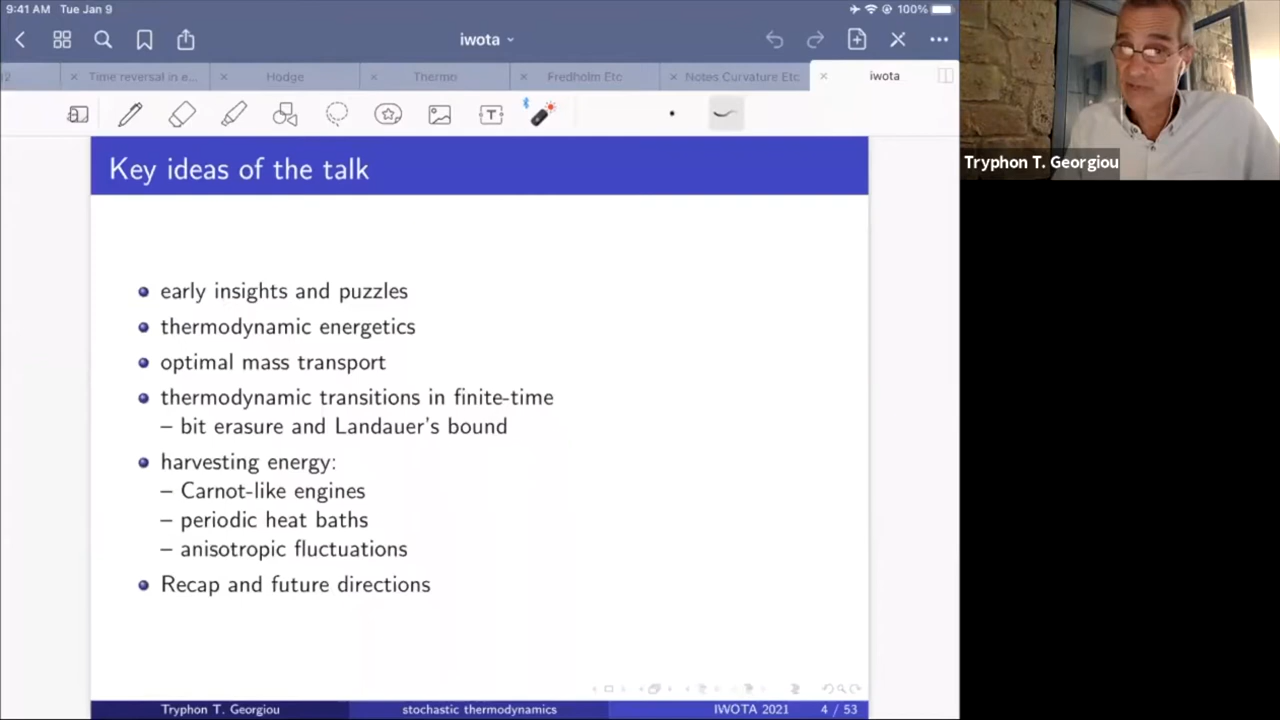 9:41 AM Tue Jan 9
100%
iwota
Time reversal in e...
Hodge
Thermo
Fredholm Etc
Notes Curvature Etc
iwota
T
Key ideas of the talk
early insights and puzzles
thermodynamic energetics
optimal mass transport
thermodynamic transitions in finite-time
– bit erasure and Landauer's bound
harvesting energy:
– Carnot-like engines
– periodic heat baths
– anisotropic fluctuations
Recap and future directions
Tryphon T. Georgiou
stochastic thermodynamics
IWOTA 2021
4 / 53
Tryphon T. Georgiou